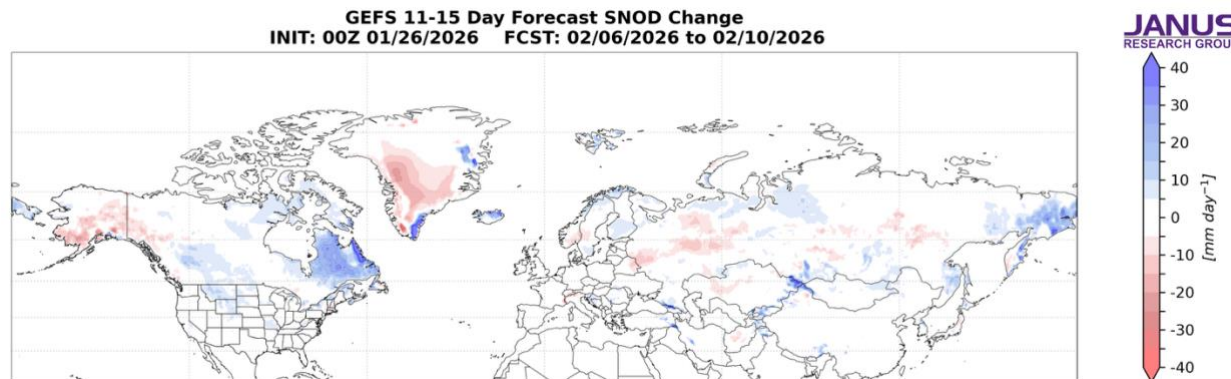 GEFS 11-15 Day Forecast SNOD Change
INIT: 00Z 01/26/2026 FCST: 02/06/2026 to 02/10/2026
JANUS
RESEARCH GROU
40
30
20
10
0
-10
-20
-30
-40
[mm day⁻¹]